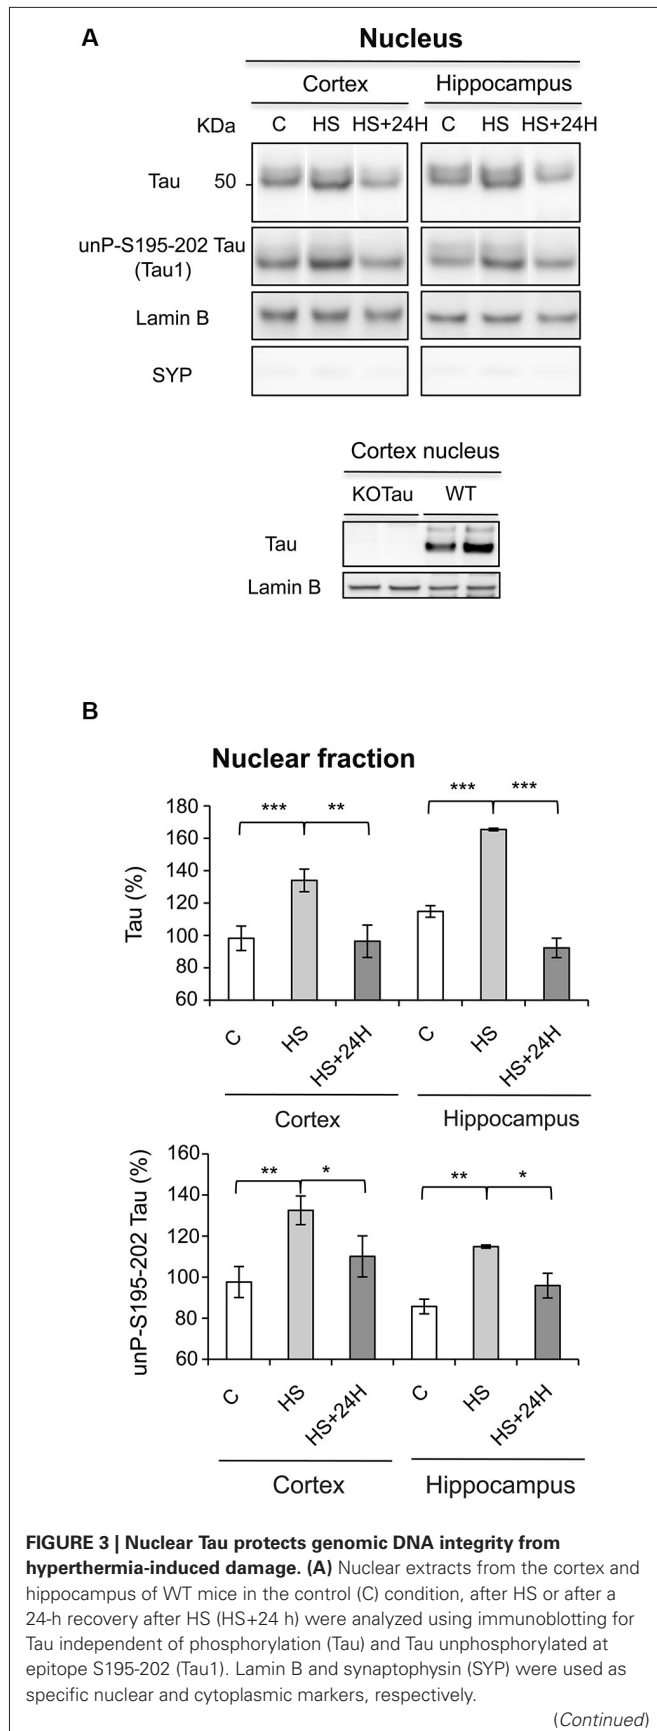 A
Nucleus
Cortex Hippocampus
KDa C HS HS+24H C HS HS+24H
Tau 50
unP-S195-202 Tau
(Tau1)
Lamin B
SYP
Cortex nucleus
KOTau WT
Tau
Lamin B
B
Nuclear fraction
*** ** *** ***
180
160
140
120
100
80
60
Tau (%)
C HS HS+24H C HS HS+24H
Cortex Hippocampus
160
140
120
100
80
60
unP-S195-202 Tau (%)
** * ** *
C HS HS+24H C HS HS+24H
Cortex Hippocampus
FIGURE 3 | Nuclear Tau protects genomic DNA integrity from
hyperthermia-induced damage. (A) Nuclear extracts from the cortex and
hippocampus of WT mice in the control (C) condition, after HS or after a
24-h recovery after HS (HS+24 h) were analyzed using immunoblotting for
Tau independent of phosphorylation (Tau) and Tau unphosphorylated at
epitope S195-202 (Tau1). Lamin B and synaptophysin (SYP) were used as
specific nuclear and cytoplasmic markers, respectively.
(Continued)